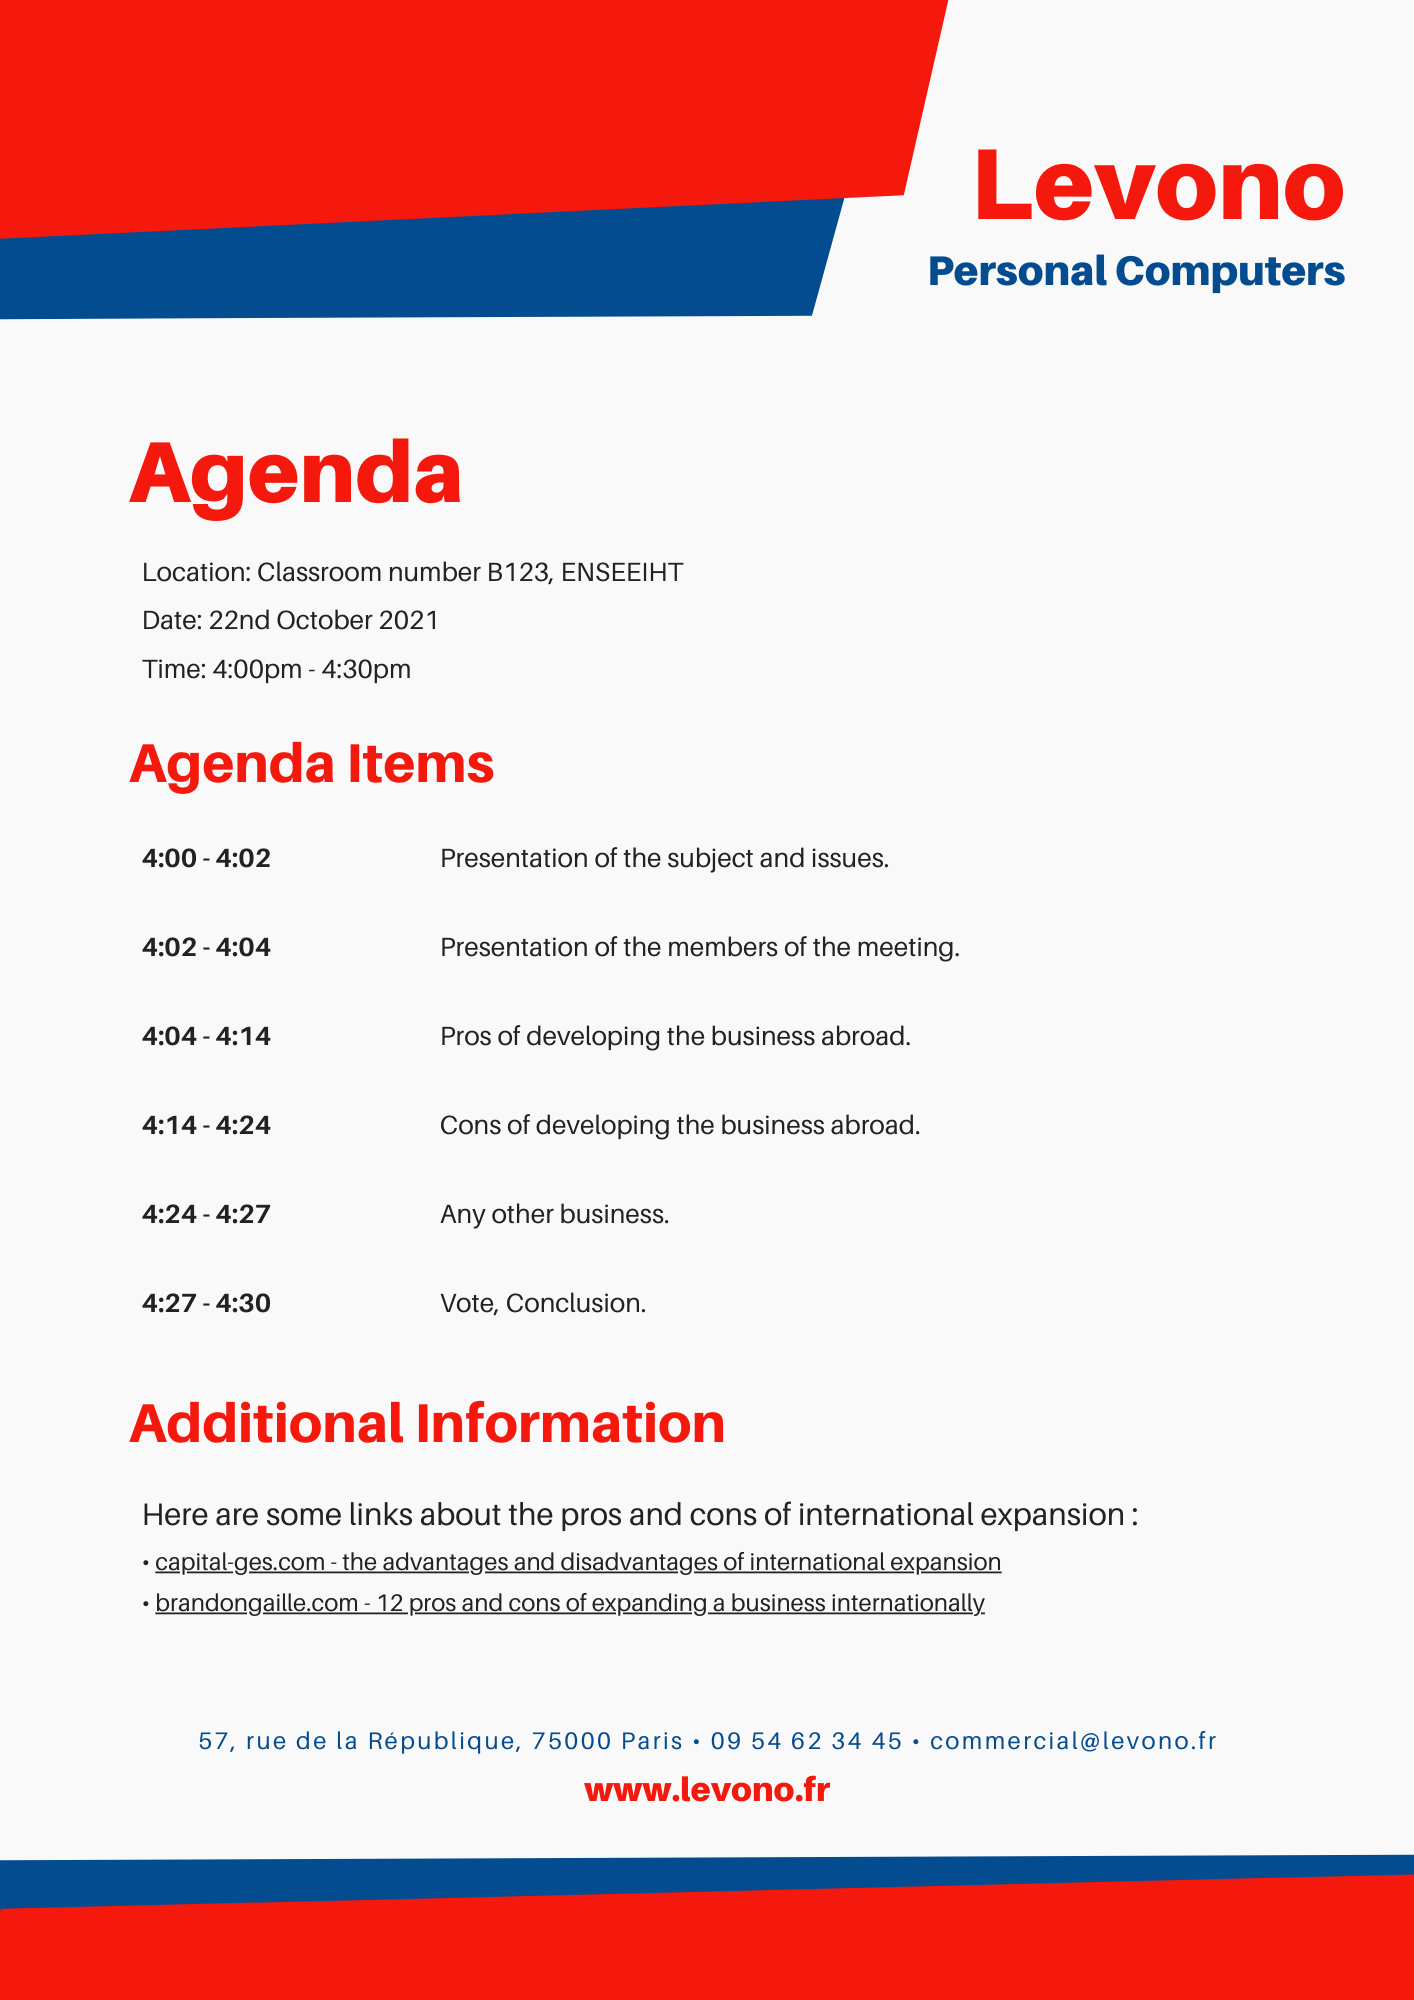 Levono
Personal Computers
Agenda
Location: Classroom number B123, ENSEEIHT
Date: 22nd October 2021
Time: 4:00pm - 4:30pm
Agenda Items
4:00 - 4:02 Presentation of the subject and issues.
4:02 - 4:04 Presentation of the members of the meeting.
4:04 - 4:14 Pros of developing the business abroad.
4:14 - 4:24 Cons of developing the business abroad.
4:24 - 4:27 Any other business.
4:27 - 4:30 Vote, Conclusion.
Additional Information
Here are some links about the pros and cons of international expansion :
• capital-ges.com - the advantages and disadvantages of international expansion
• brandongaille.com - 12 pros and cons of expanding a business internationally
57, rue de la République, 75000 Paris • 09 54 62 34 45 • commercial@levono.fr
www.levono.fr